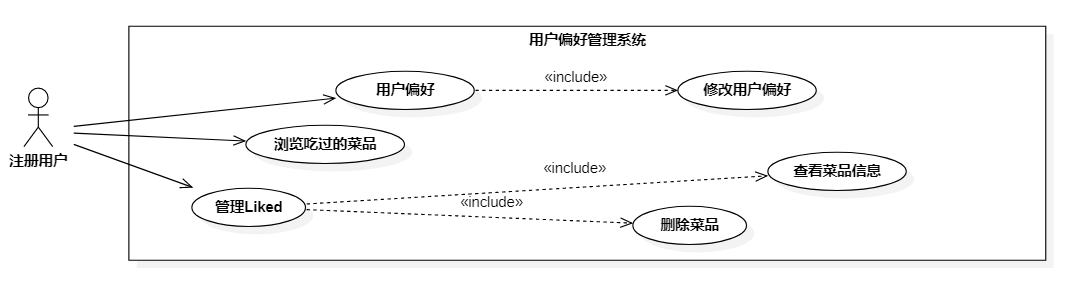 用户偏好管理系统
用户偏好
«include»
修改用户偏好
注册用户
浏览吃过的菜品
«include»
查看菜品信息
管理Liked
«include»
删除菜品